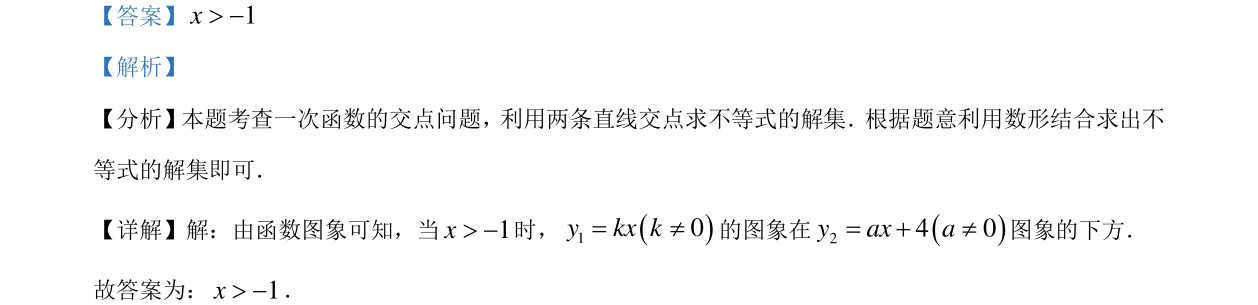 【答案】x > −1
【解析】
【分析】本题考查一次函数的交点问题，利用两条直线交点求不等式的解集．根据题意利用数形结合求出不
等式的解集即可．
【详解】解：由函数图象可知，当 x > −1时， y₁ = kx(k ≠ 0) 的图象在 y₂ = ax + 4(a ≠ 0)图象的下方．
故答案为： x > −1．